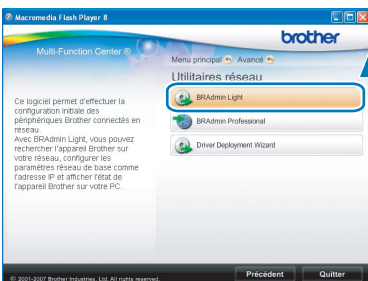 Macromedia Flash Player 8
brother
Multi-Function Center ®
Menu principal Avancé
Utilitaires réseau
BRAdmin Light
BRAdmin Professional
Driver Deployment Wizard
Ce logiciel permet d'effectuer la
configuration initiale des
périphériques Brother connectés en
réseau.
Avec BRAdmin Light, vous pouvez
rechercher l'appareil Brother sur
votre réseau, configurer les
paramètres réseau de base comme
l'adresse IP et afficher l'état de
l'appareil Brother sur votre PC.
© 2001-2007 Brother Industries, Ltd. All rights reserved.
Précédent
Quitter